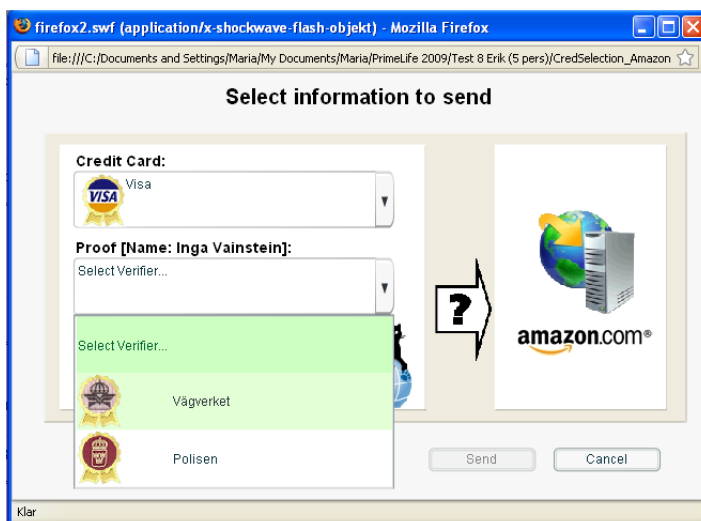 firefox2.swf (application/x-shockwave-flash-objekt) - Mozilla Firefox
file:///C:/Documents and Settings/Maria/My Documents/Maria/PrimeLife 2009/Test 8 Erik (5 pers)/CredSelection_Amazon
Select information to send
Credit Card:
VISA Visa
Proof [Name: Inga Vainstein]:
Select Verifier...
Select Verifier...
Vägverket
Polisen
?
amazon.com®
Send Cancel
Klar